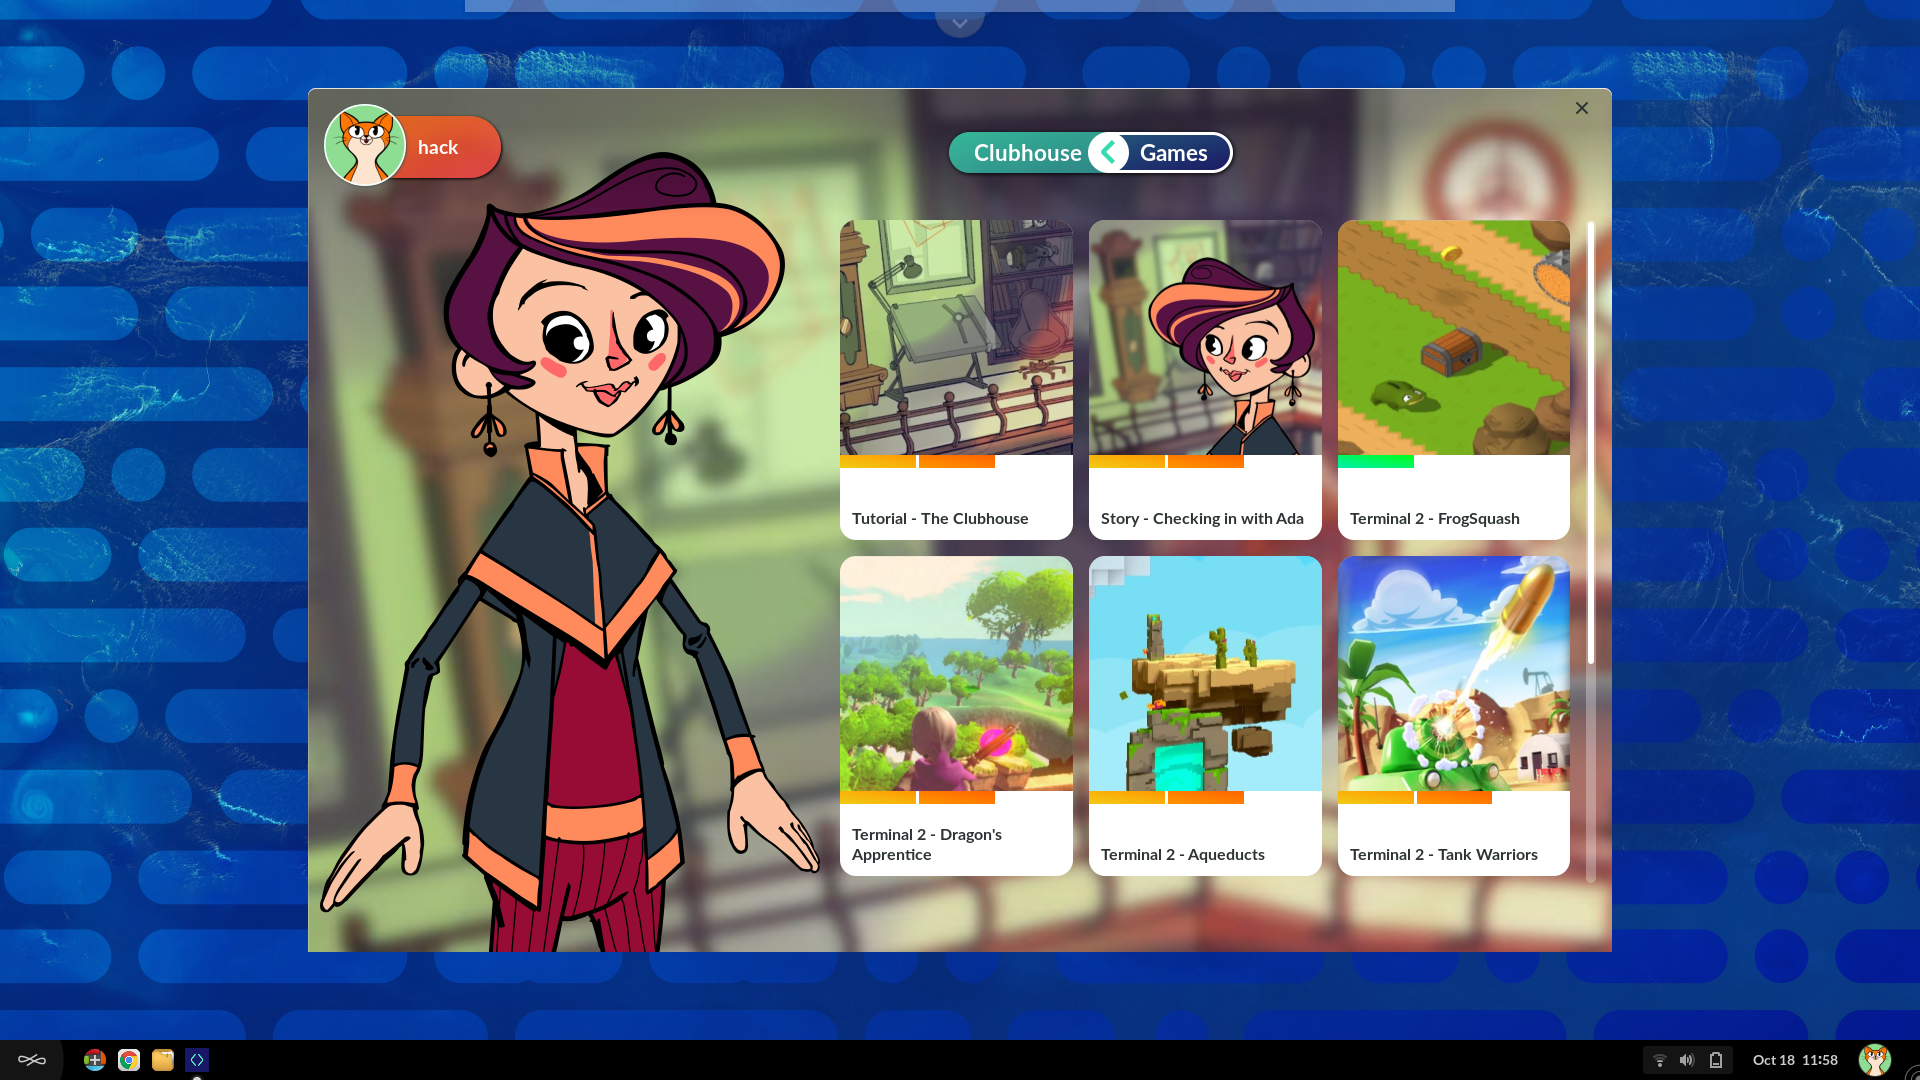 hack
Clubhouse
Games
Tutorial - The Clubhouse
Story - Checking in with Ada
Terminal 2 - FrogSquash
Terminal 2 - Dragon's
Apprentice
Terminal 2 - Aqueducts
Terminal 2 - Tank Warriors
Oct 18 11:58